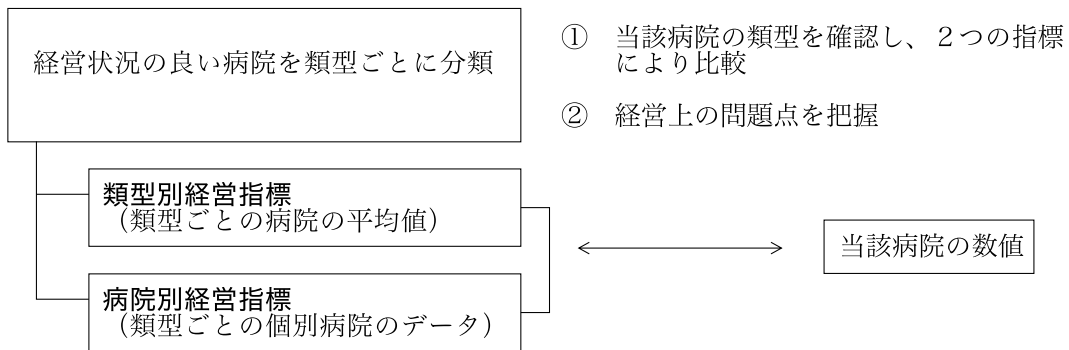 経営状況の良い病院を類型ごとに分類
① 当該病院の類型を確認し、２つの指標
により比較
② 経営上の問題点を把握
類型別経営指標
（類型ごとの病院の平均値）
当該病院の数値
病院別経営指標
（類型ごとの個別病院のデータ）